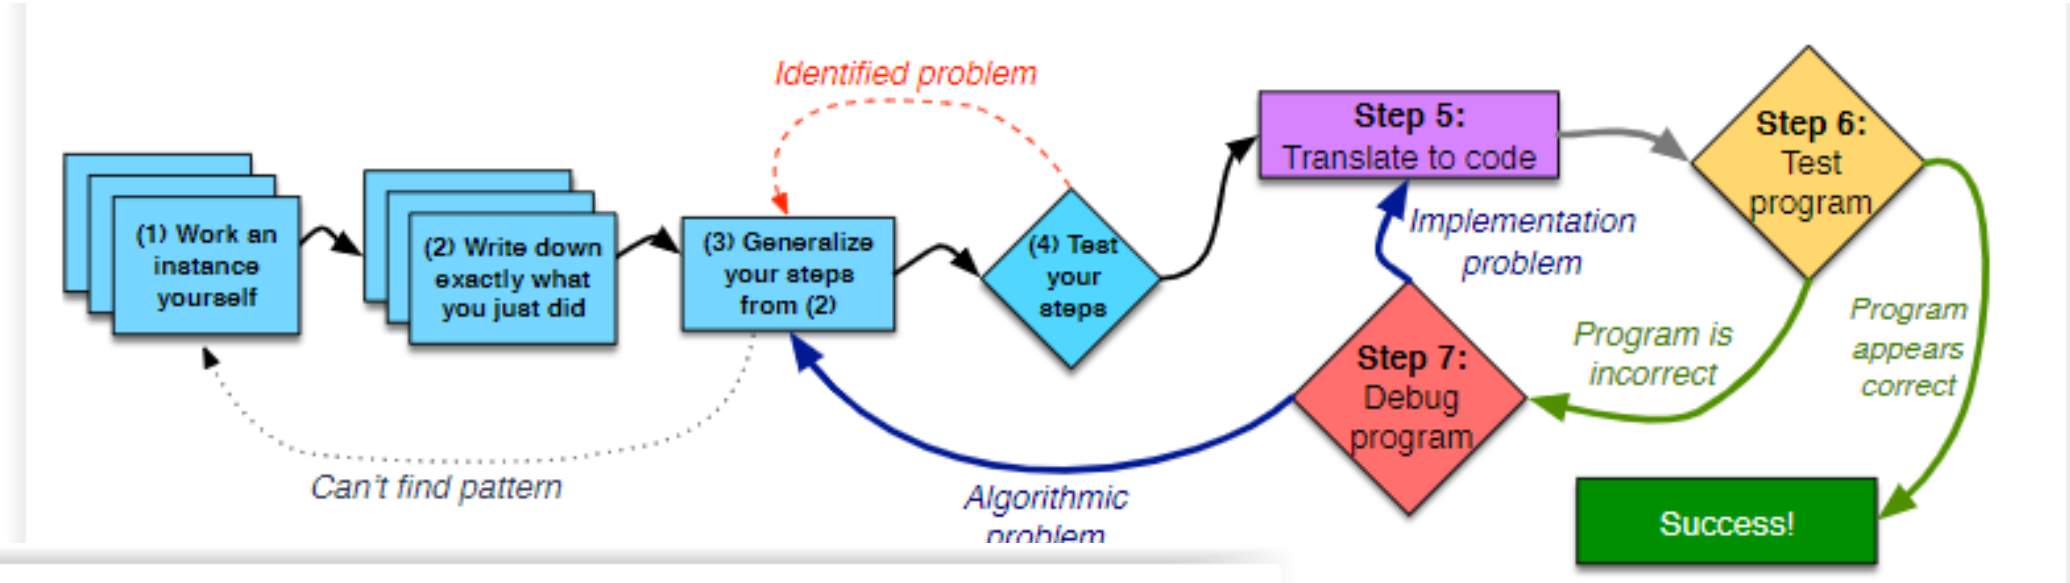 Identified problem
(1) Work an
instance
yourself
(2) Write down
exactly what
you just did
(3) Generalize
your steps
from (2)
(4) Test
your
steps
Step 5:
Translate to code
Step 6:
Test
program
Implementation
problem
Step 7:
Debug
program
Program is
incorrect
Program
appears
correct
Can't find pattern
Algorithmic
problem
Success!